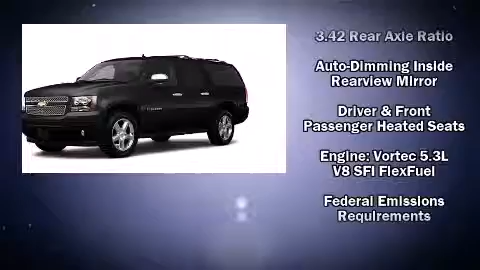 3.42 Rear Axle Ratio
Auto-Dimming Inside
Rearview Mirror
Driver & Front
Passenger Heated Seats
Engine: Vortec 5.3L
V8 SFI FlexFuel
Federal Emissions
Requirements